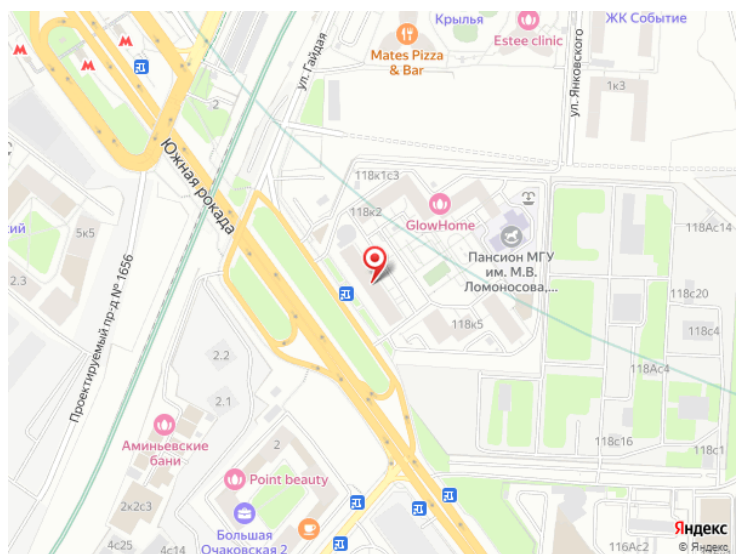 Крылья
ЖК Событие
Estee clinic
Mates Pizza
& Bar
ул. Гайдая
ул. Янковского
1к3
2
Южная рокада
118к1с3
118к2
GlowHome
118Ас14
Пансион МГУ
им. М.В.
Ломоносова,...
кий
5к5
2.3
Проектируемый пр-д № 1656
118с20
118к5
118с4
2.2
118Ас4
2.1
Аминьевские
бани
118с16
118с1
2
Point beauty
2к2с3
Большая
Очаковская 2
4с25
4с14
116Ас2
Яндекс
© Яндекс